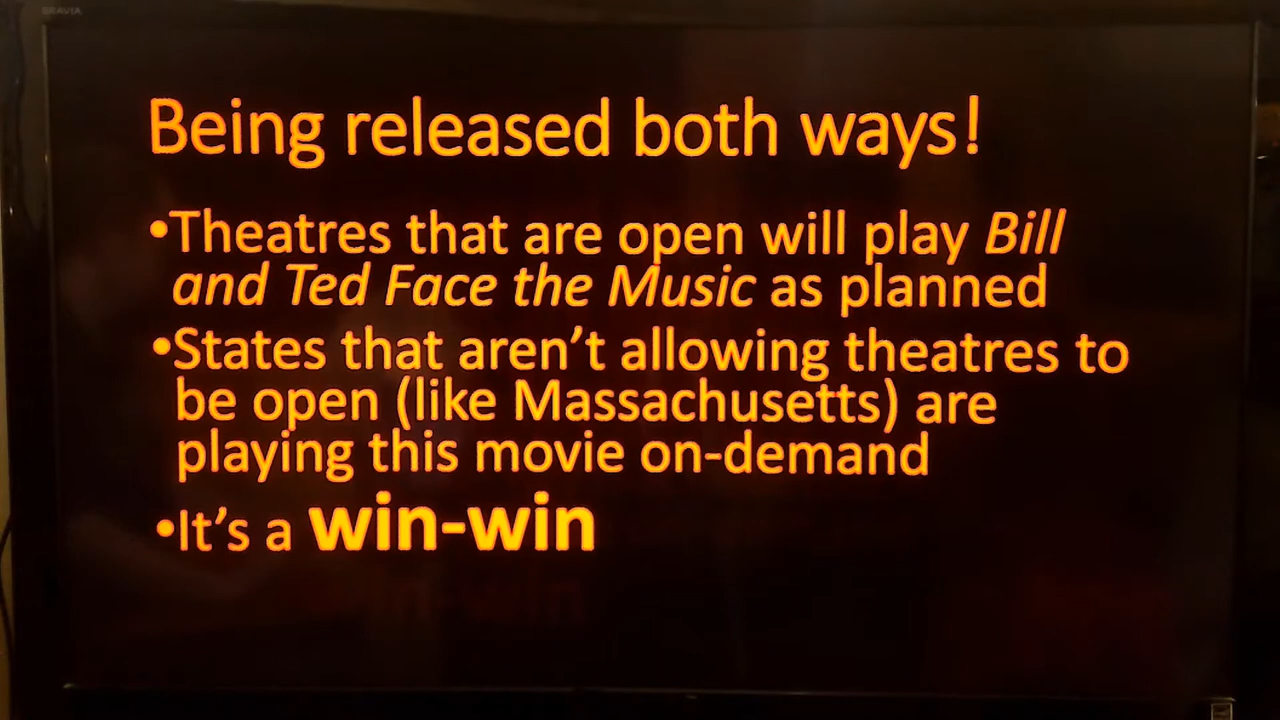 BRAVIA
Being released both ways!
•Theatres that are open will play Bill
and Ted Face the Music as planned
•States that aren’t allowing theatres to
be open (like Massachusetts) are
playing this movie on-demand
•It’s a win-win